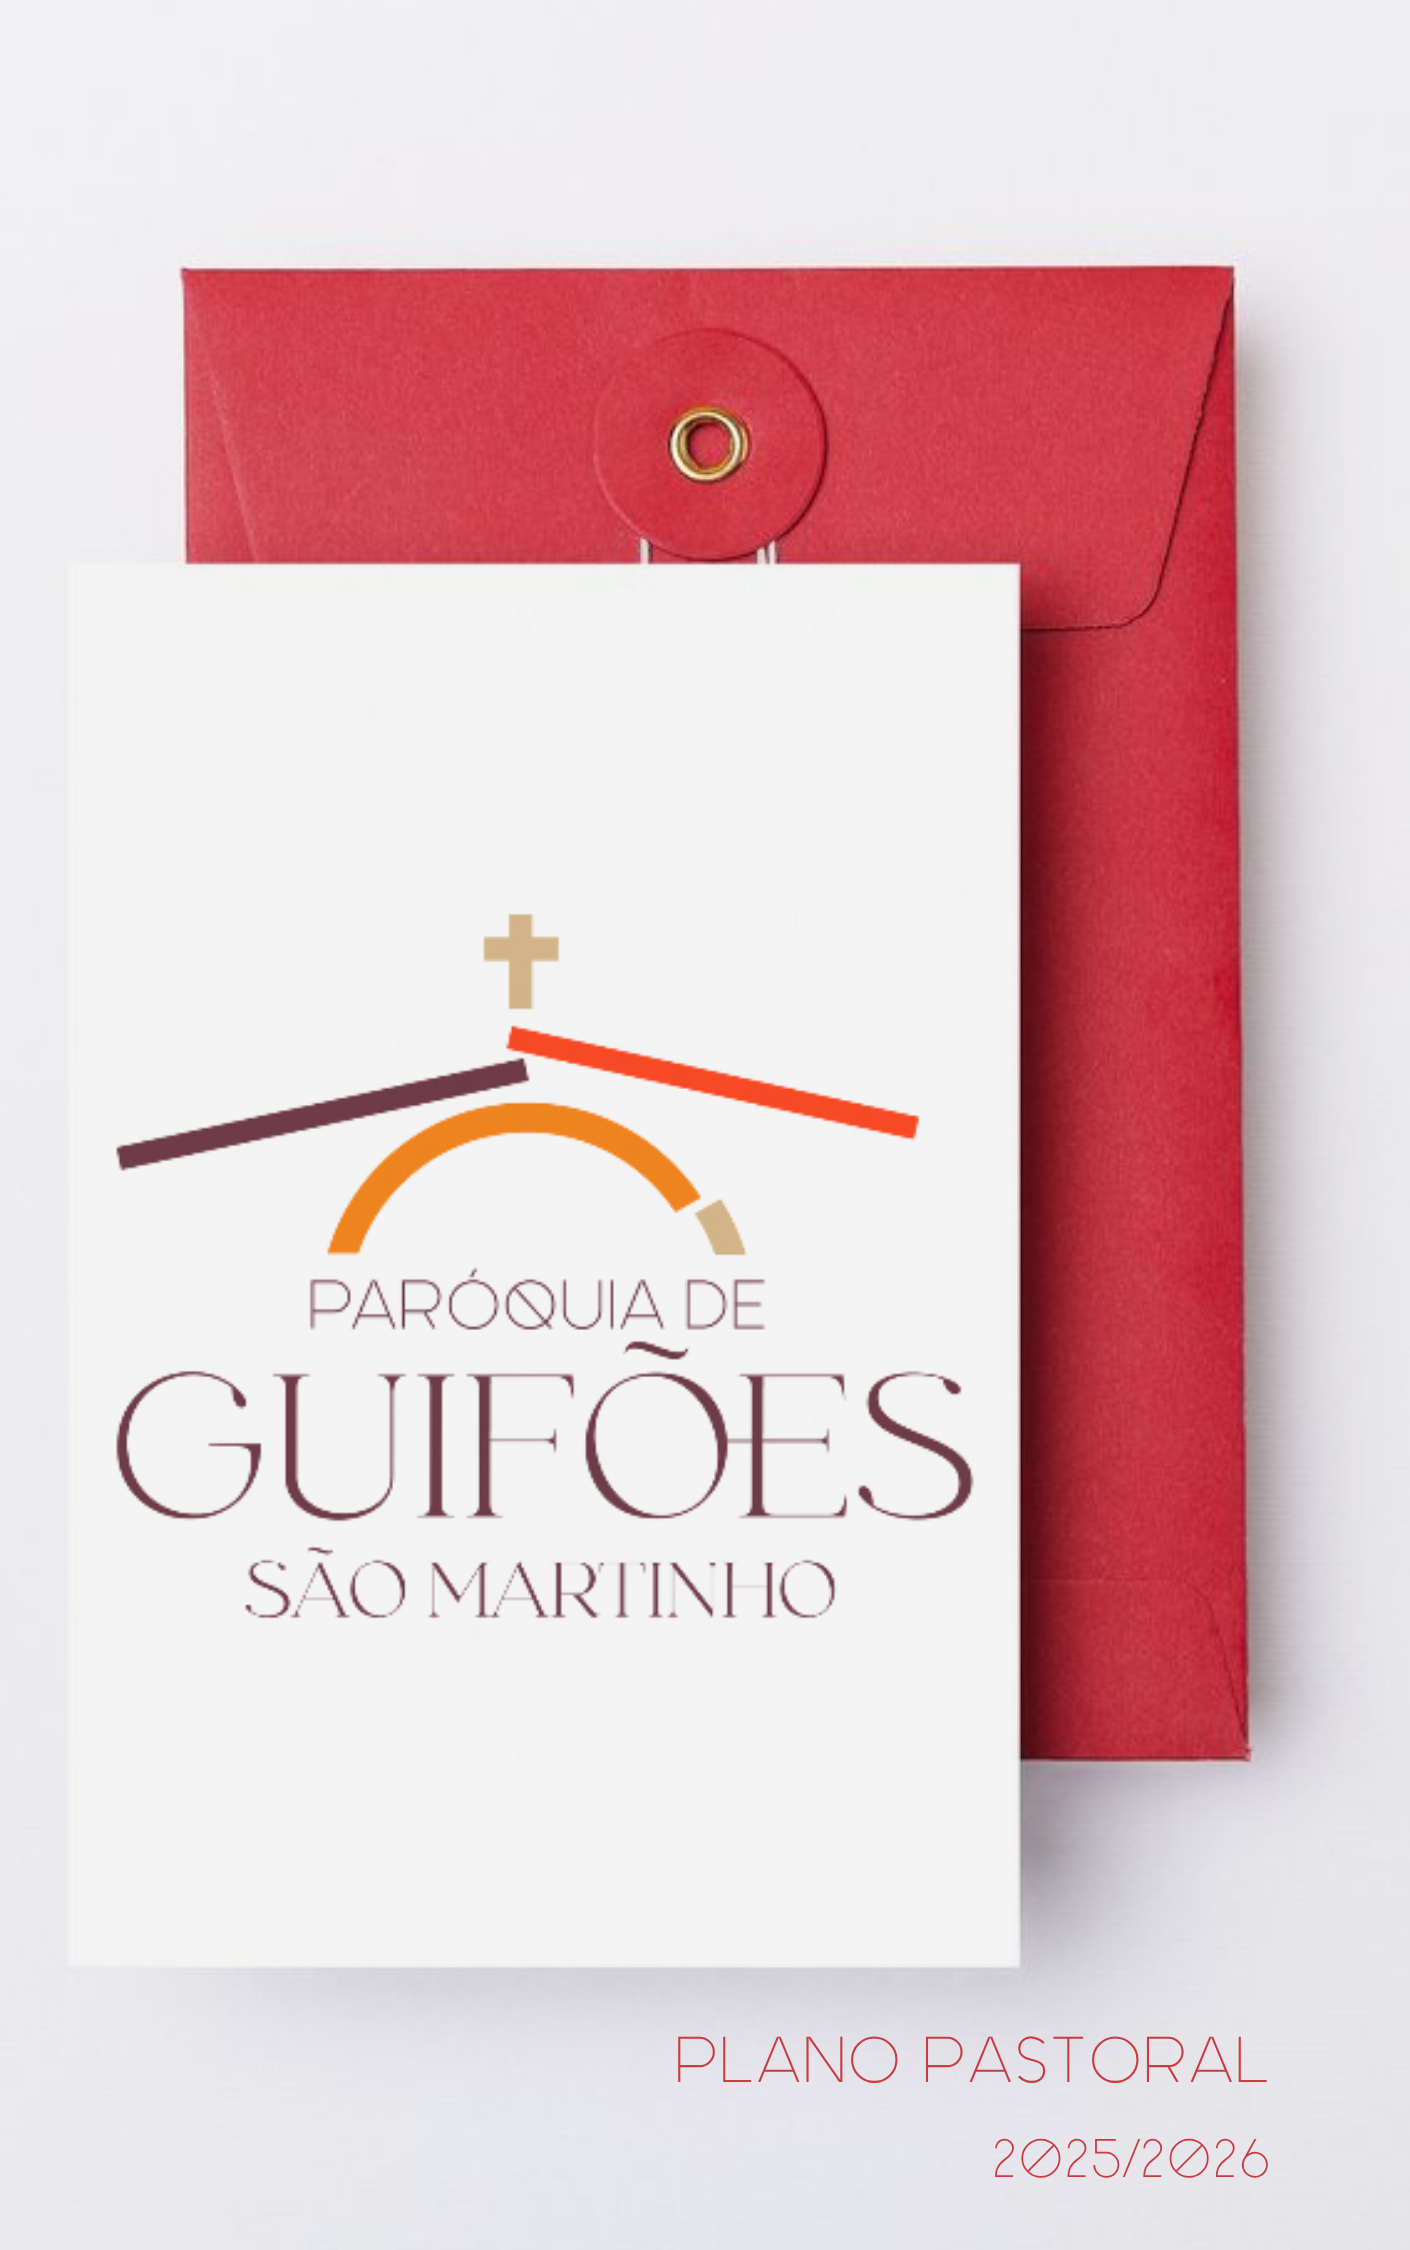 PARÓQUIA DE
GUIFÕES
SÃO MARTINHO
PLANO PASTORAL
2025/2026